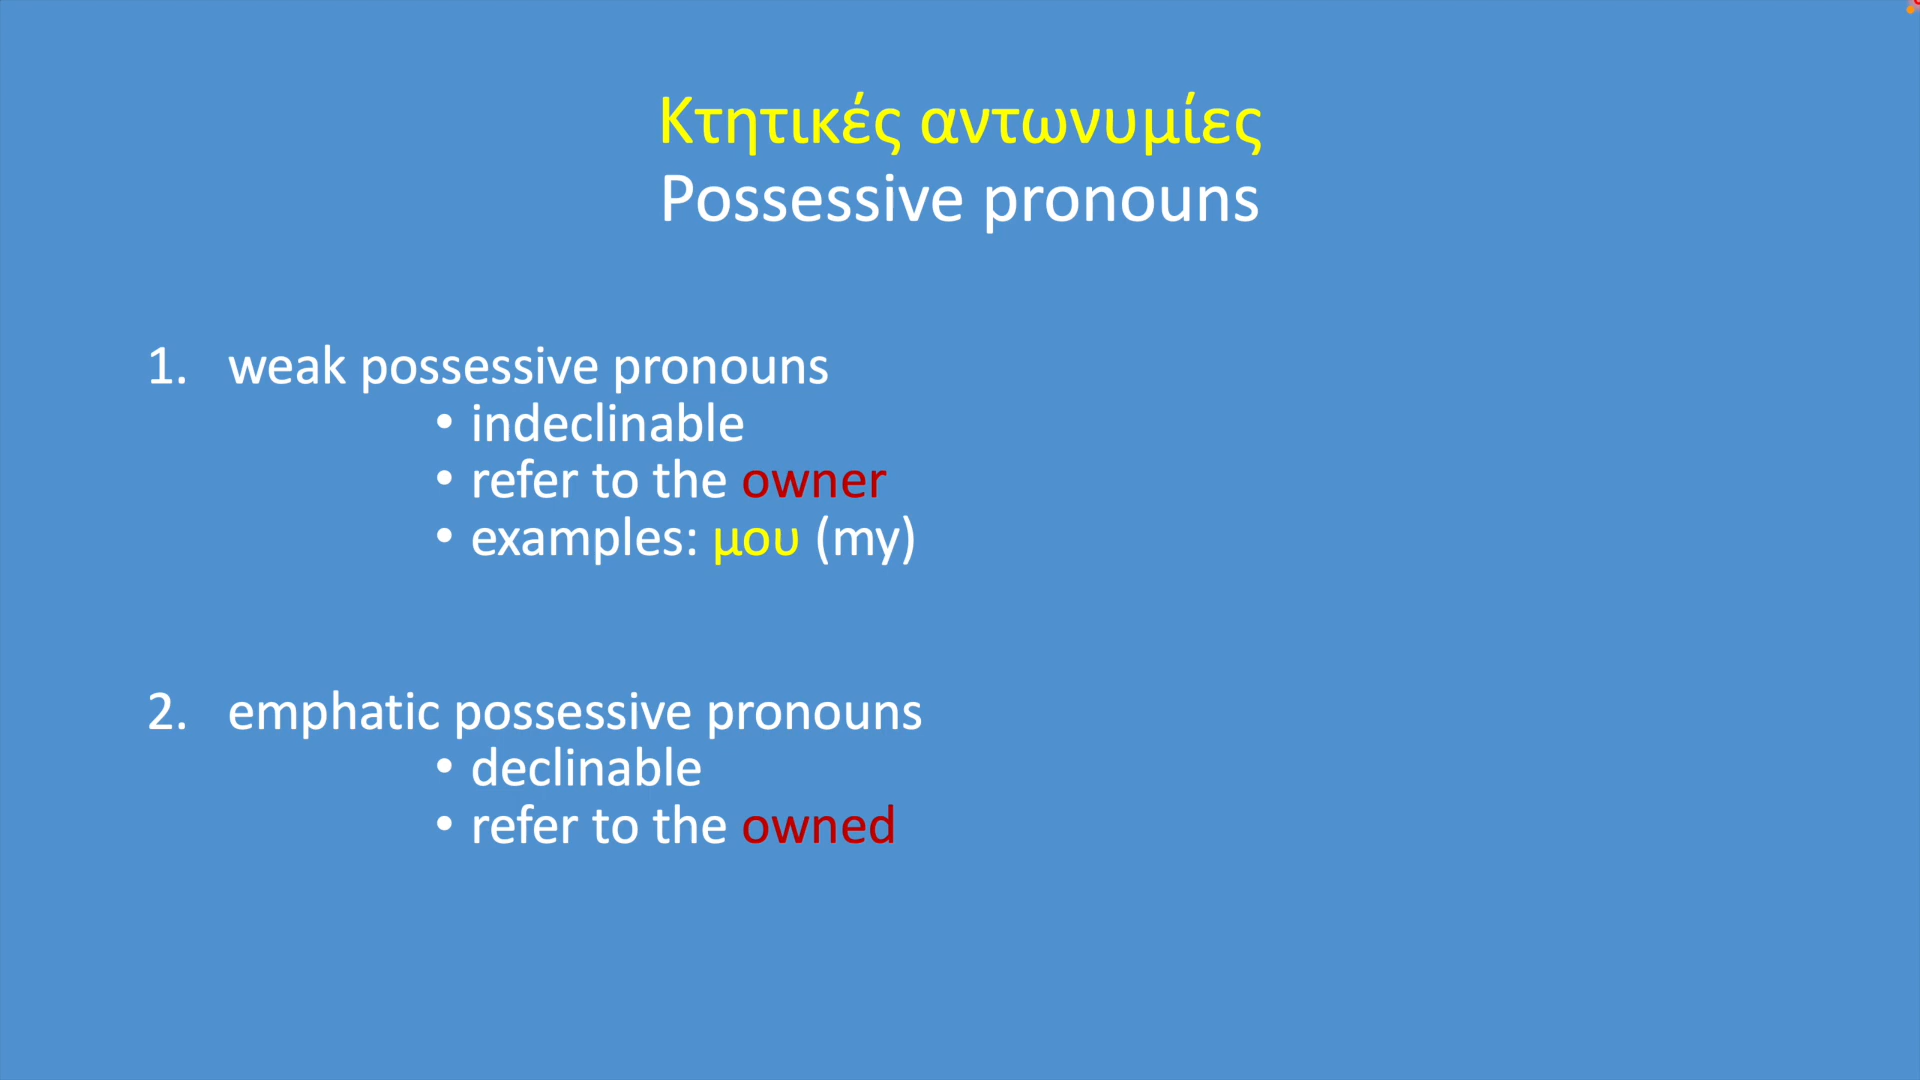 Κτητικές αντωνυμίες
Possessive pronouns
1. weak possessive pronouns
• indeclinable
• refer to the owner
• examples: μου (my)
2. emphatic possessive pronouns
• declinable
• refer to the owned